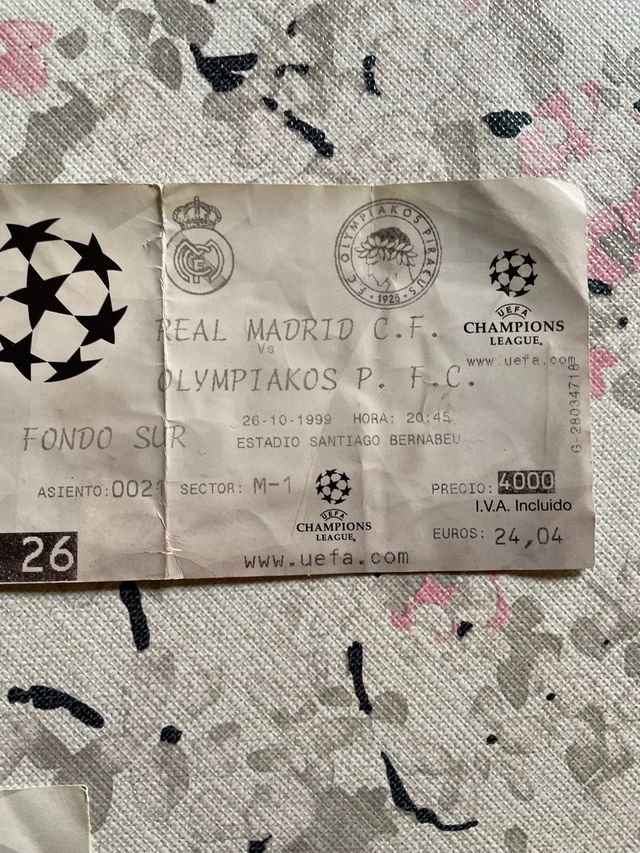 F.C. OLYMPIAKOS PIRAEUS
1925
UEFA
CHAMPIONS
LEAGUE®
REAL MADRID C.F.
Vs
www.uefa.com
OLYMPIAKOS P. F.C.
26-10-1999 HORA: 20:45
FONDO SUR
ESTADIO SANTIAGO BERNABEU
ASIENTO:0021 SECTOR: M-1
PRECIO: 4000
I.V.A. Incluido
UEFA
CHAMPIONS
LEAGUE®
EUROS: 24,04
26
www.uefa.com
G-28034718